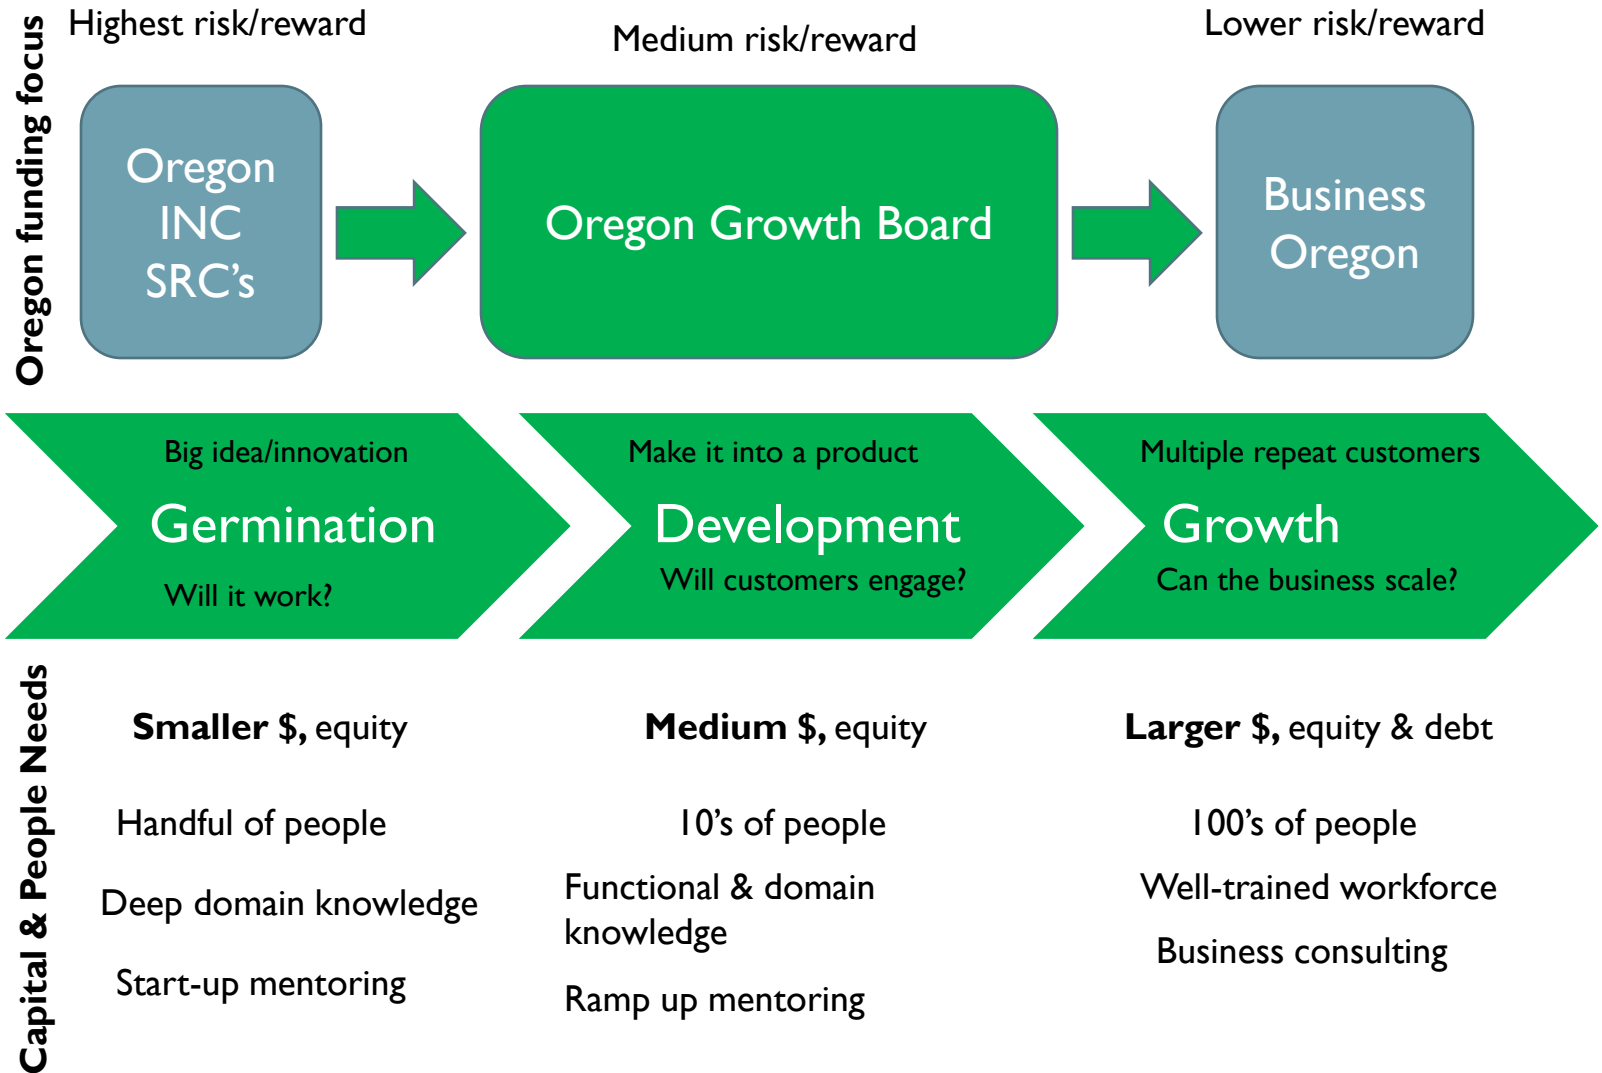 Oregon funding focus
Highest risk/reward
Medium risk/reward
Lower risk/reward
Oregon
INC
SRC’s
Oregon Growth Board
Business
Oregon
Big idea/innovation
Germination
Will it work?
Make it into a product
Development
Will customers engage?
Multiple repeat customers
Growth
Can the business scale?
Capital & People Needs
Smaller $, equity
Handful of people
Deep domain knowledge
Start-up mentoring
Medium $, equity
10’s of people
Functional & domain
knowledge
Ramp up mentoring
Larger $, equity & debt
100’s of people
Well-trained workforce
Business consulting